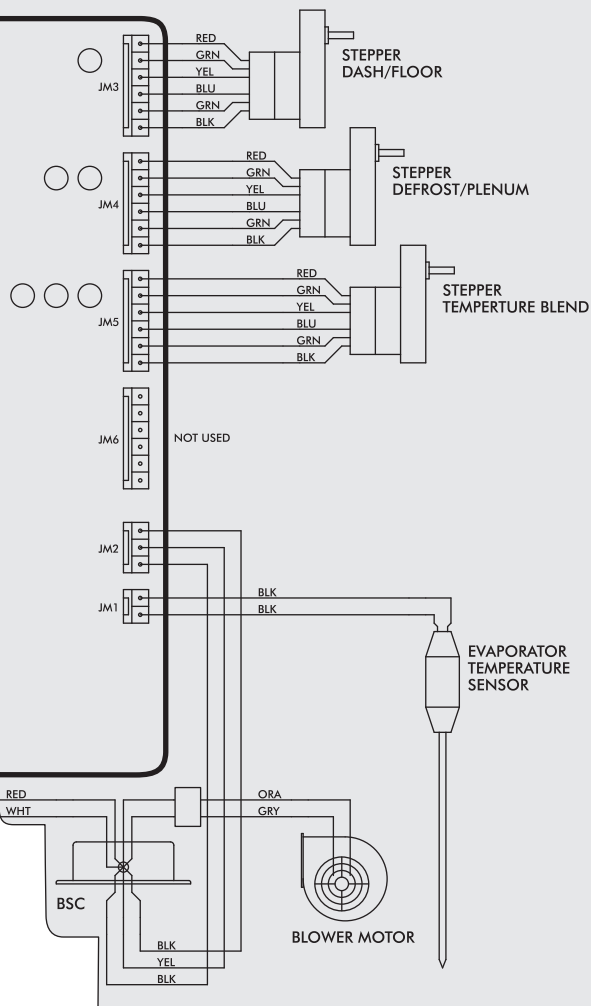 RED
GRN
YEL
BLU
GRN
BLK
JM3
STEPPER
DASH/FLOOR
RED
GRN
YEL
BLU
GRN
BLK
JM4
STEPPER
DEFROST/PLENUM
RED
GRN
YEL
BLU
GRN
BLK
JM5
STEPPER
TEMPERTURE BLEND
JM6
NOT USED
JM2
JM1
BLK
BLK
EVAPORATOR
TEMPERATURE
SENSOR
RED
WHT
ORA
GRY
BSC
BLOWER MOTOR
BLK
YEL
BLK